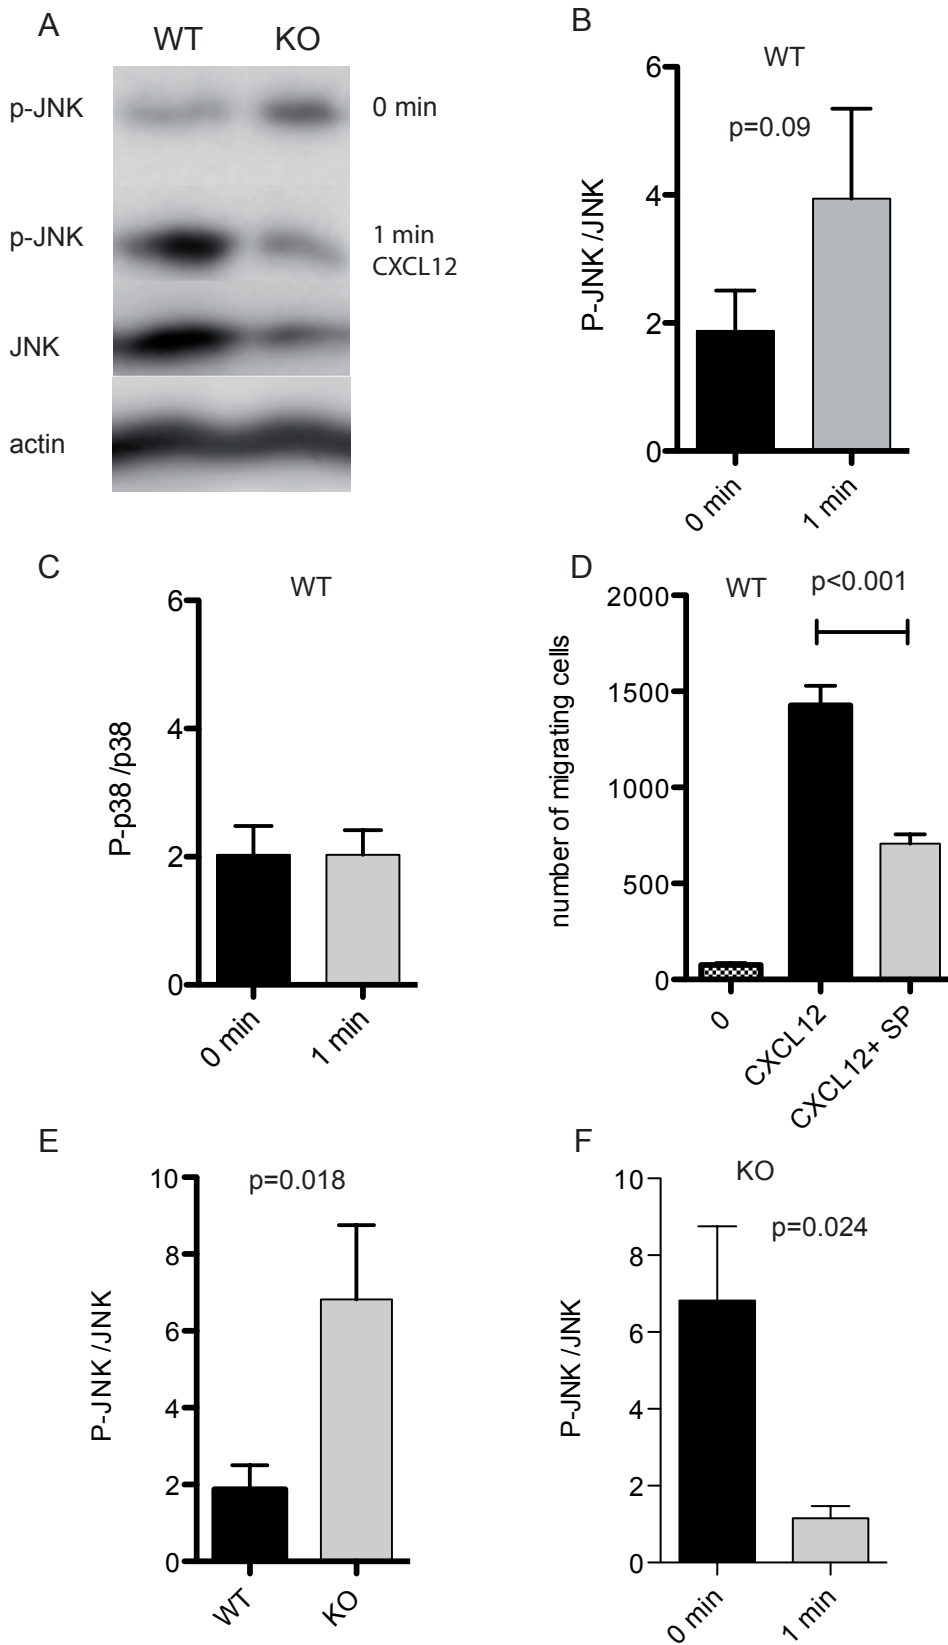 A
WT KO
p-JNK 0 min
p-JNK 1 min
CXCL12
JNK
actin
B
WT
p=0.09
P-JNK /JNK
6
4
2
0
0 min 1 min
C
WT
P-p38 /p38
6
4
2
0
0 min 1 min
D
WT p<0.001
number of migrating cells
2000
1500
1000
500
0
0 CXCL12 CXCL12+ SP
E
p=0.018
P-JNK /JNK
10
8
6
4
2
0
WT KO
F
KO
p=0.024
P-JNK /JNK
10
8
6
4
2
0
0 min 1 min